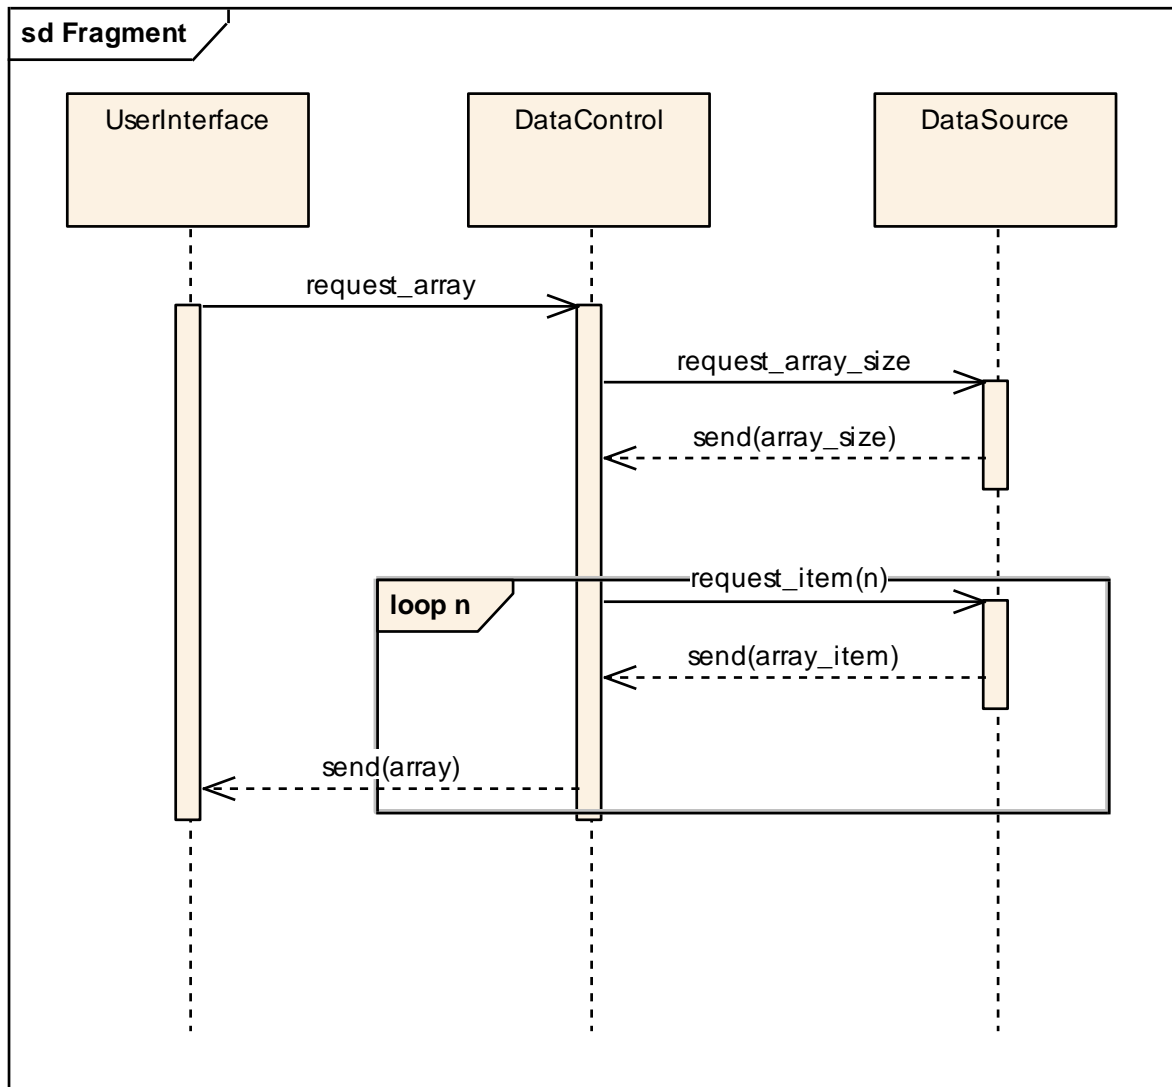 sd Fragment
UserInterface
DataControl
DataSource
request_array
request_array_size
send(array_size)
request_item(n)
loop n
send(array_item)
send(array)